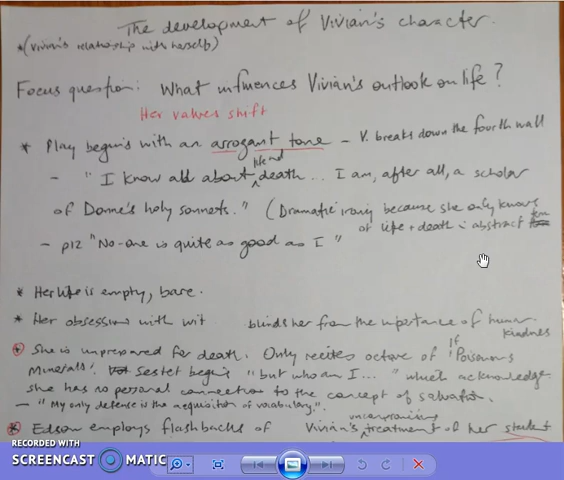 The development of Vivian's character.
*(Vivian's relationship with herself)
Focus question: What influences Vivian's outlook on life?
Her values shift
* Play begins with an arrogant tone – V. breaks down the fourth wall
- "I know all about life and death... I am, after all, a scholar
of Donne's holy sonnets." (Dramatic irony because she only knows
of life + death in abstract
- p12 "No-one is quite as good as I"
* Her life is empty, bare.
* Her obsession with wit blinds her from the importance of human
kindness
* She is unprepared for death. Only recites octave of "If Poisonous
Minerals". Sestet begins "but who am I..." which acknowledge
she has no personal connection to the concept of salvation.
- "My only defense is the acquisition of vocabulary".
* Edson employs flashbacks of Vivian's uncompromising treatment of her student
RECORDED WITH
SCREENCAST MATIC